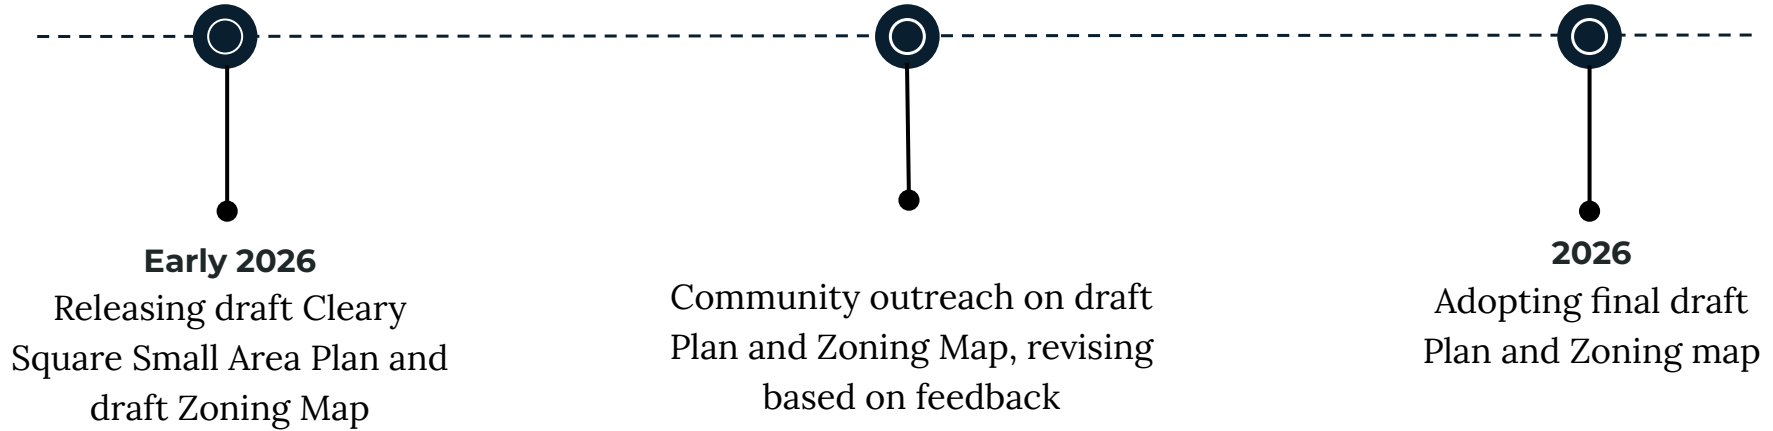 Early 2026
Releasing draft Cleary
Square Small Area Plan and
draft Zoning Map
Community outreach on draft
Plan and Zoning Map, revising
based on feedback
2026
Adopting final draft
Plan and Zoning map